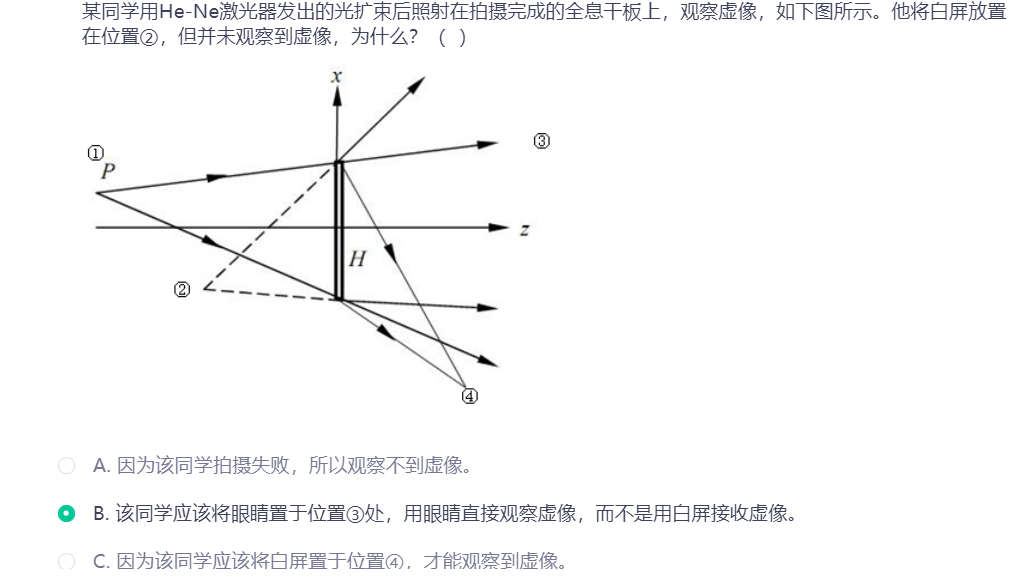 某同学用He-Ne激光器发出的光扩束后照射在拍摄完成的全息干板上，观察虚像，如下图所示。他将白屏放置
在位置②，但并未观察到虚像，为什么？（ ）
x
①
P
③
z
H
②
④
A. 因为该同学拍摄失败，所以观察不到虚像。
B. 该同学应该将眼睛置于位置③处，用眼睛直接观察虚像，而不是用白屏接收虚像。
C. 因为该同学应该将白屏置于位置④，才能观察到虚像。